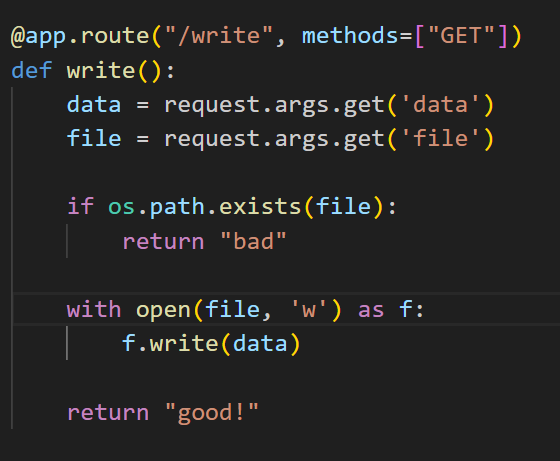 @app.route("/write", methods=["GET"])
def write():
    data = request.args.get('data')
    file = request.args.get('file')
    if os.path.exists(file):
        return "bad"
    with open(file, 'w') as f:
        f.write(data)
    return "good!"